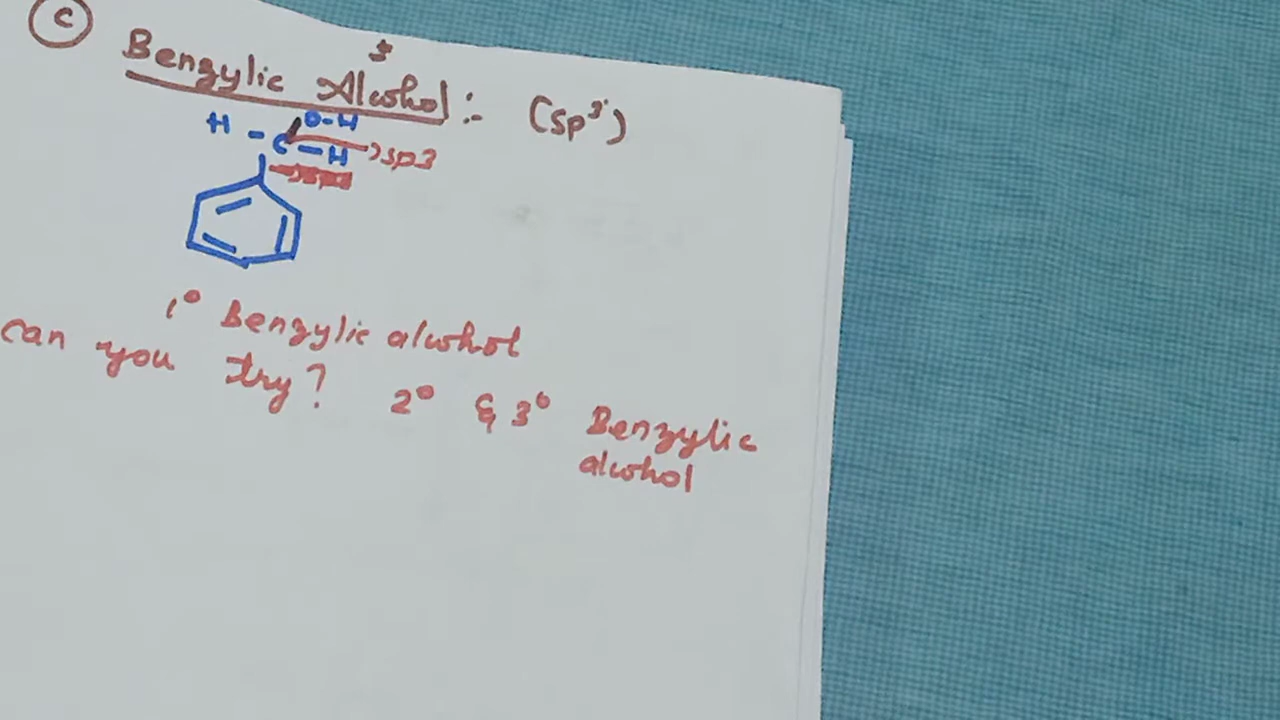 C
Benzylic Alcohol :- (sp³)
O-H
H - C - H → sp3
1° Benzylic alcohol
can you try? 2° & 3° Benzylic
alcohol